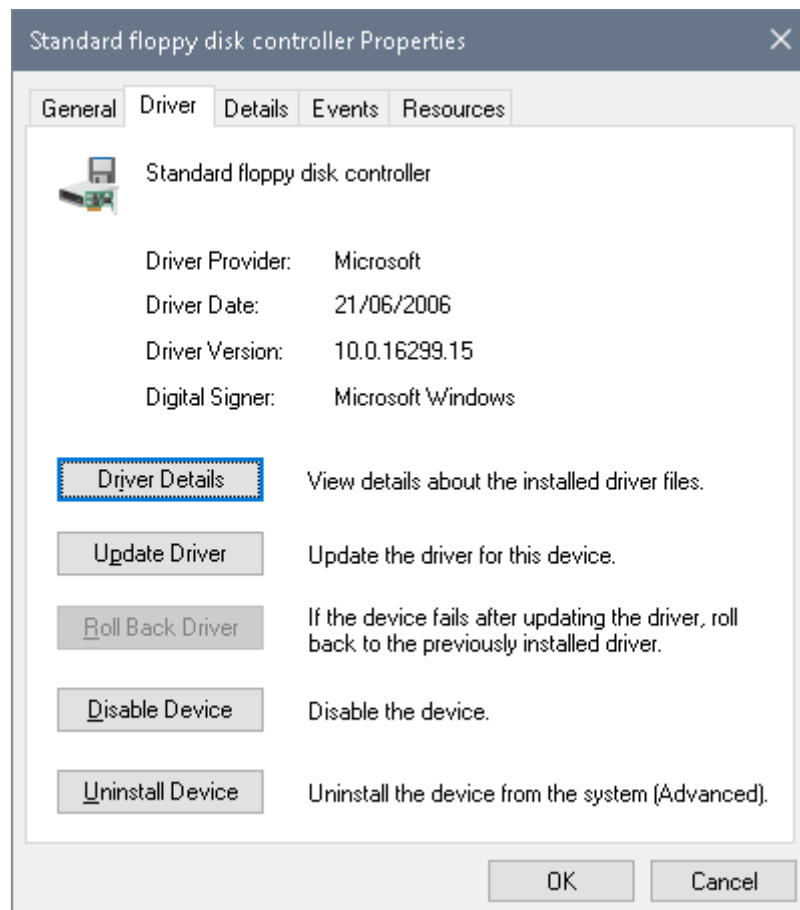 Standard floppy disk controller Properties
General Driver Details Events Resources
Standard floppy disk controller
Driver Provider: Microsoft
Driver Date: 21/06/2006
Driver Version: 10.0.16299.15
Digital Signer: Microsoft Windows
Driver Details View details about the installed driver files.
Update Driver Update the driver for this device.
Roll Back Driver If the device fails after updating the driver, roll
back to the previously installed driver.
Disable Device Disable the device.
Uninstall Device Uninstall the device from the system (Advanced).
OK Cancel